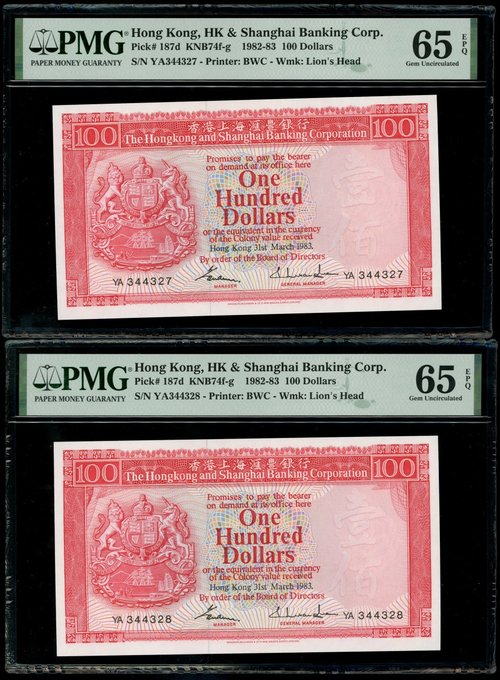 PMG® Hong Kong, HK & Shanghai Banking Corp.
PAPER MONEY GUARANTY
Pick# 187d KNB74f-g 1982-83 100 Dollars
S/N YA344327 - Printer: BWC - Wmk: Lion's Head
65 EPQ
Gem Uncirculated
100 香港上海滙豐銀行 100
The Hongkong and Shanghai Banking Corporation
Promises to pay the bearer
on demand at its office here
One
Hundred
Dollars
or the equivalent in the currency
of the Colony value received
Hong Kong 31st March 1983.
By order of the Board of Directors
壹佰
YA 344327
MANAGER
GENERAL MANAGER
YA 344327
PMG® Hong Kong, HK & Shanghai Banking Corp.
PAPER MONEY GUARANTY
Pick# 187d KNB74f-g 1982-83 100 Dollars
S/N YA344328 - Printer: BWC - Wmk: Lion's Head
65 EPQ
Gem Uncirculated
100 香港上海滙豐銀行 100
The Hongkong and Shanghai Banking Corporation
Promises to pay the bearer
on demand at its office here
One
Hundred
Dollars
or the equivalent in the currency
of the Colony value received
Hong Kong 31st March 1983.
By order of the Board of Directors
壹佰
YA 344328
MANAGER
GENERAL MANAGER
YA 344328